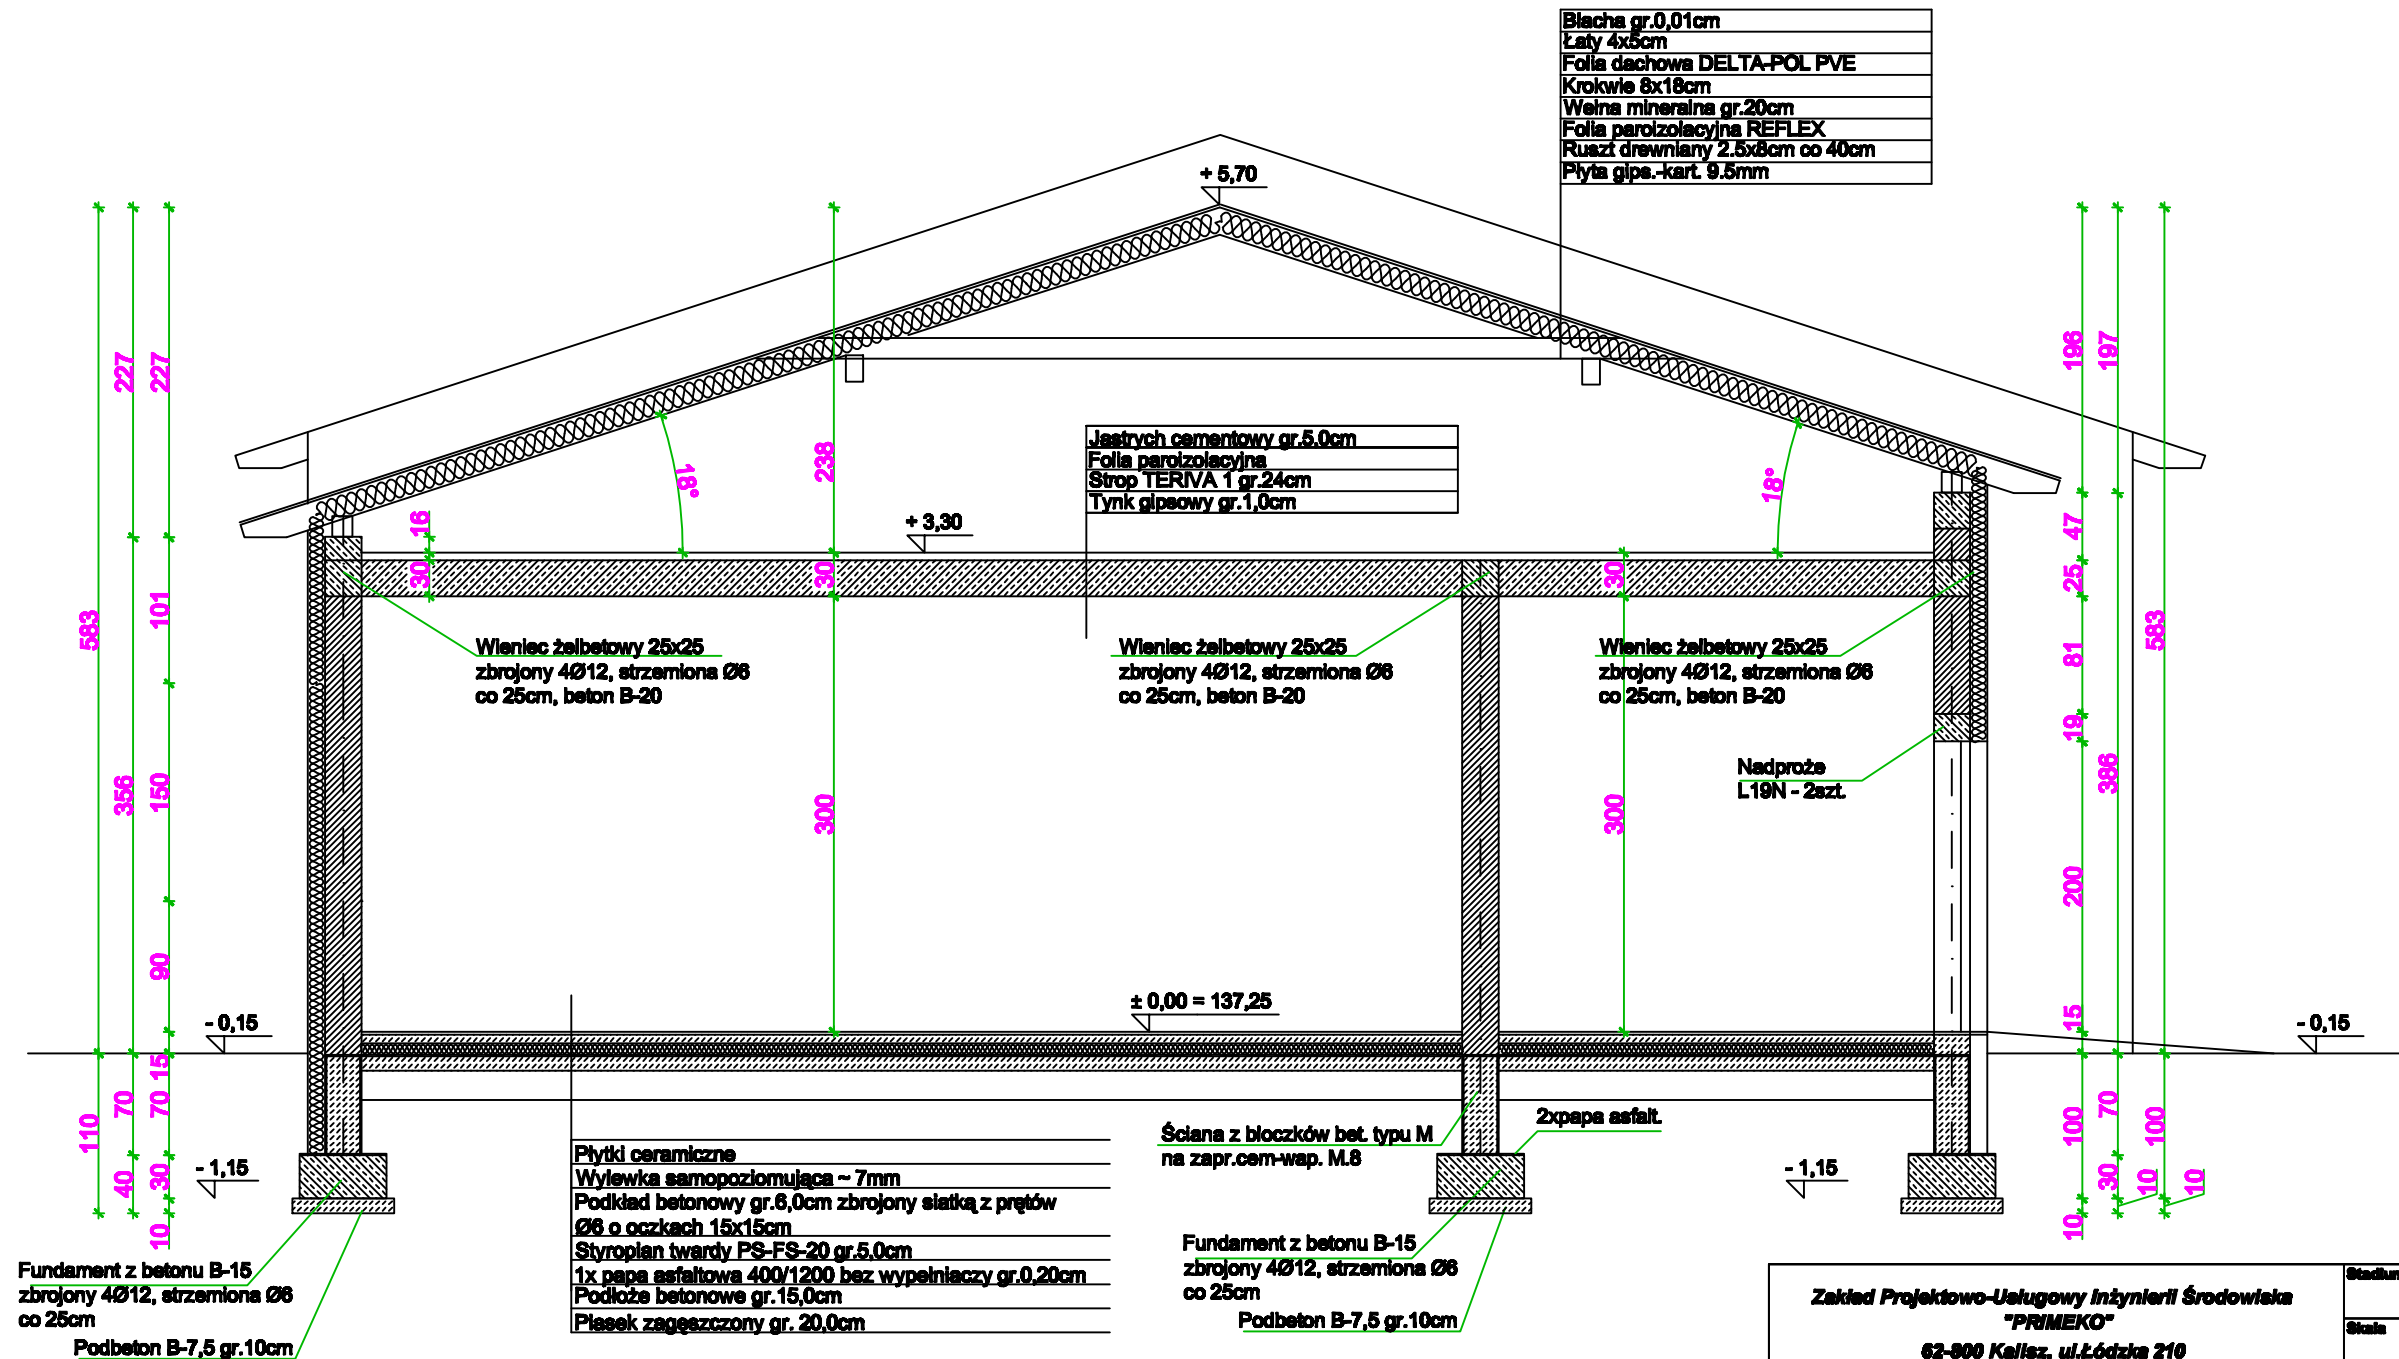 Blacha gr.0,01cm
Łaty 4x5cm
Folia dachowa DELTA-POL PVE
Krokwie 8x18cm
Wełna mineralna gr.20cm
Folia paroizolacyjna REFLEX
Ruszt drewniany 2.5x8cm co 40cm
Płyta gips.-kart. 9.5mm
+ 5,70
227
227
238
196
197
18°
18°
Jastrych cementowy gr.5,0cm
Folia paroizolacyjna
Strop TERIVA 1 gr.24cm
Tynk gipsowy gr.1,0cm
+ 3,30
16
30
30
30
47
25
583
101
81
583
Wieniec żelbetowy 25x25
zbrojony 4Ø12, strzemiona Ø6
co 25cm, beton B-20
Wieniec żelbetowy 25x25
zbrojony 4Ø12, strzemiona Ø6
co 25cm, beton B-20
Wieniec żelbetowy 25x25
zbrojony 4Ø12, strzemiona Ø6
co 25cm, beton B-20
19
Nadproże
L19N - 2szt.
356
150
300
300
386
200
90
± 0,00 = 137,25
- 0,15
- 0,15
15
15
110
70
70
100
70
100
2xpapa asfalt.
Ściana z bloczków bet. typu M
na zapr.cem-wap. M.8
- 1,15
- 1,15
40
30
10
30
10
10
10
Płytki ceramiczne
Wylewka samopoziomująca ~ 7mm
Podkład betonowy gr.6,0cm zbrojony siatką z prętów
Ø6 o oczkach 15x15cm
Styropian twardy PS-FS-20 gr.5,0cm
1x papa asfaltowa 400/1200 bez wypełniaczy gr.0,20cm
Podłoże betonowe gr.15,0cm
Piasek zagęszczony gr. 20,0cm
Fundament z betonu B-15
zbrojony 4Ø12, strzemiona Ø6
co 25cm
Podbeton B-7,5 gr.10cm
Fundament z betonu B-15
zbrojony 4Ø12, strzemiona Ø6
co 25cm
Podbeton B-7,5 gr.10cm
Zakład Projektowo-Usługowy Inżynierii Środowiska
"PRIMEKO"
62-800 Kalisz, ul.Łódzka 210
Stadium
Skala